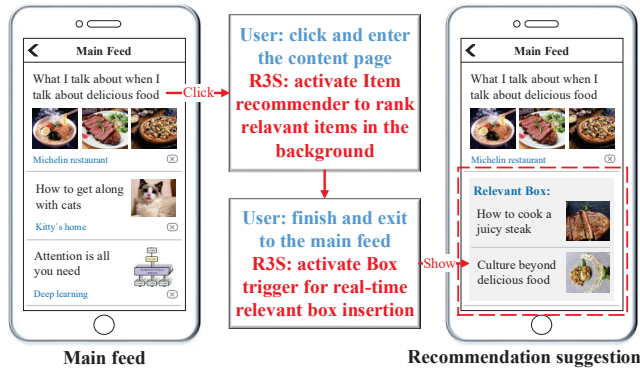 Main Feed
What I talk about when I
talk about delicious food
Michelin restaurant
How to get along
with cats
Kitty's home
Attention is all
you need
Deep learning
Main feed
Click
User: click and enter
the content page
R3S: activate Item
recommender to rank
relavant items in the
background
User: finish and exit
to the main feed
R3S: activate Box
trigger for real-time
relevant box insertion
Show
Main Feed
What I talk about when I
talk about delicious food
Michelin restaurant
Relevant Box:
How to cook a
juicy steak
Culture beyond
delicious food
Recommendation suggestion